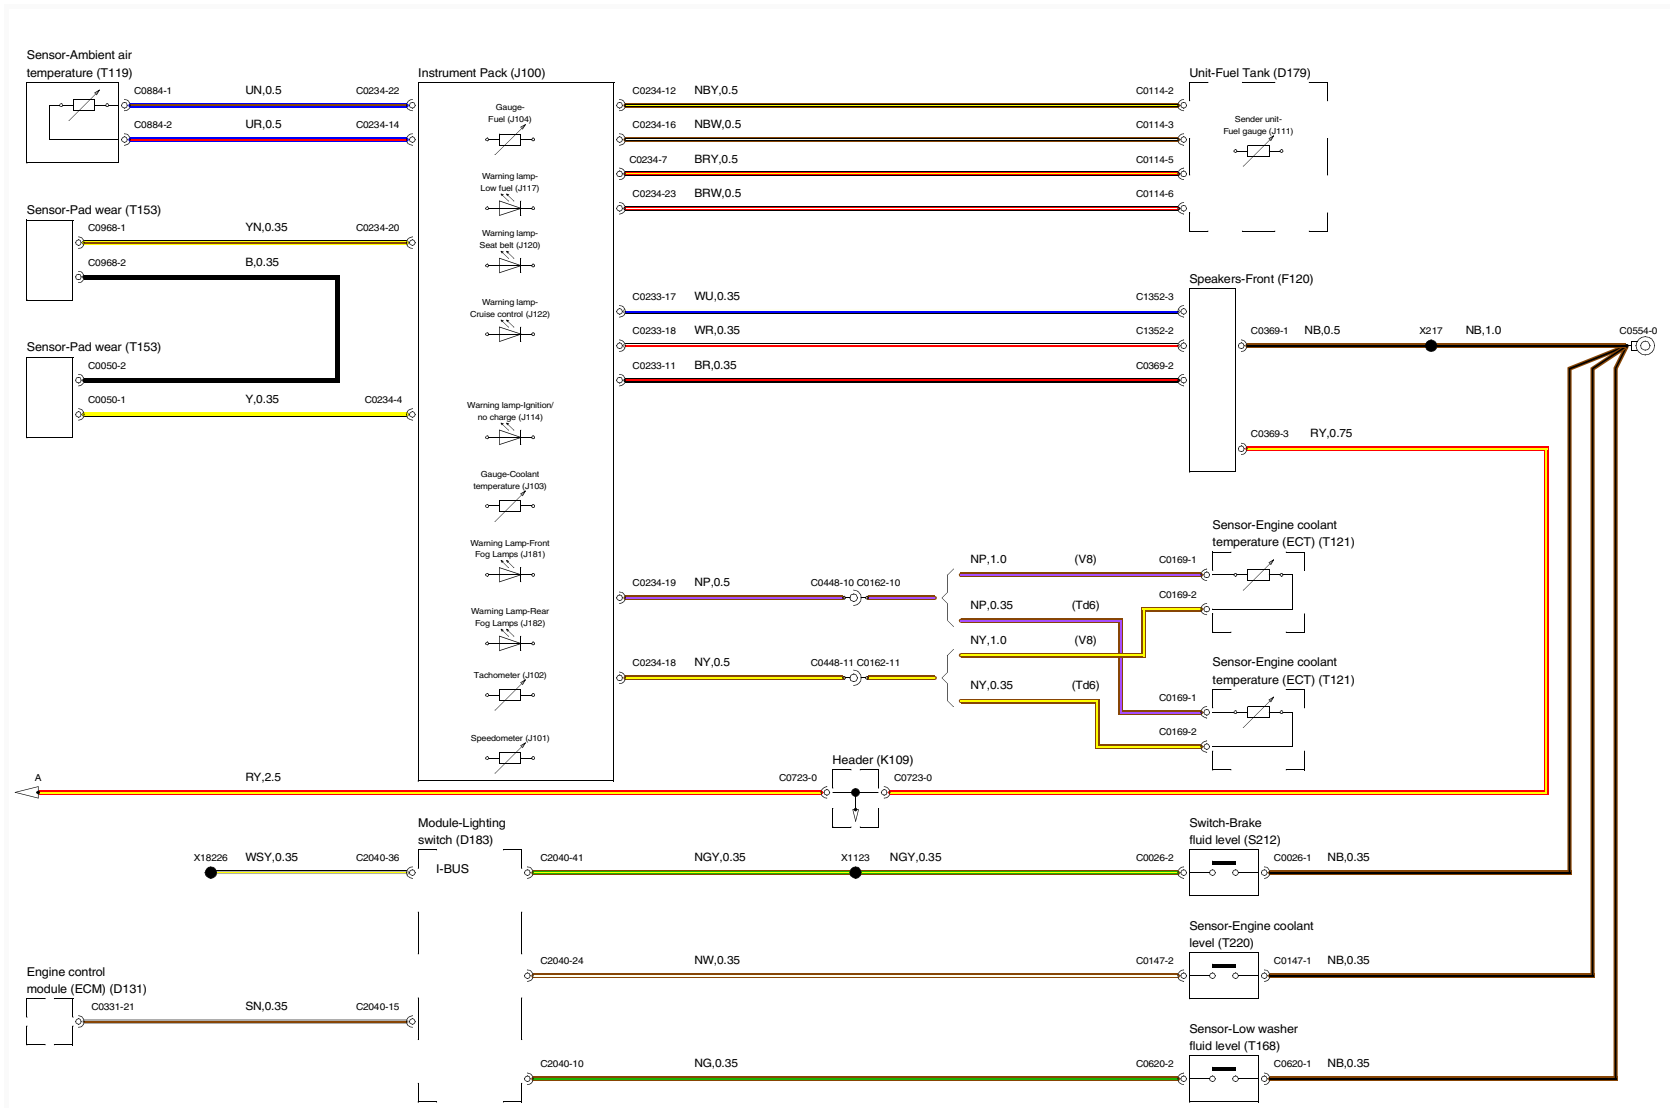 Sensor-Ambient air
temperature (T119)
C0884-1 UN,0.5 C0234-22
C0884-2 UR,0.5 C0234-14
Sensor-Pad wear (T153)
C0968-1 YN,0.35 C0234-20
C0968-2 B,0.35
Sensor-Pad wear (T153)
C0050-2
C0050-1 Y,0.35 C0234-4
Instrument Pack (J100)
Gauge-
Fuel (J104)
Warning lamp-
Low fuel (J117)
Warning lamp-
Seat belt (J120)
Warning lamp-
Cruise control (J122)
Warning lamp-Ignition/
no charge (J114)
Gauge-Coolant
temperature (J103)
Warning Lamp-Front
Fog Lamps (J181)
Warning Lamp-Rear
Fog Lamps (J182)
Tachometer (J102)
Speedometer (J101)
C0234-12 NBY,0.5 C0114-2
C0234-16 NBW,0.5 C0114-3
C0234-7 BRY,0.5 C0114-5
C0234-23 BRW,0.5 C0114-6
Unit-Fuel Tank (D179)
Sender unit-
Fuel gauge (J111)
Speakers-Front (F120)
C0233-17 WU,0.35 C1352-3
C0233-18 WR,0.35 C1352-2
C0233-11 BR,0.35 C0369-2
C0369-1 NB,0.5 X217 NB,1.0 C0554-0
C0369-3 RY,0.75
Sensor-Engine coolant
temperature (ECT) (T121)
NP,1.0 (V8) C0169-1
C0234-19 NP,0.5 C0448-10 C0162-10
C0169-2
NP,0.35 (Td6)
NY,1.0 (V8)
C0234-18 NY,0.5 C0448-11 C0162-11
Sensor-Engine coolant
temperature (ECT) (T121)
NY,0.35 (Td6) C0169-1
C0169-2
Header (K109)
A RY,2.5 C0723-0 C0723-0
Module-Lighting
switch (D183)
I-BUS
X18226 WSY,0.35 C2040-36
C2040-41 NGY,0.35 X1123 NGY,0.35 C0026-2
Switch-Brake
fluid level (S212)
C0026-1 NB,0.35
Sensor-Engine coolant
level (T220)
C2040-24 NW,0.35 C0147-2 C0147-1 NB,0.35
Engine control
module (ECM) (D131)
C0331-21 SN,0.35 C2040-15
Sensor-Low washer
fluid level (T168)
C2040-10 NG,0.35 C0620-2 C0620-1 NB,0.35